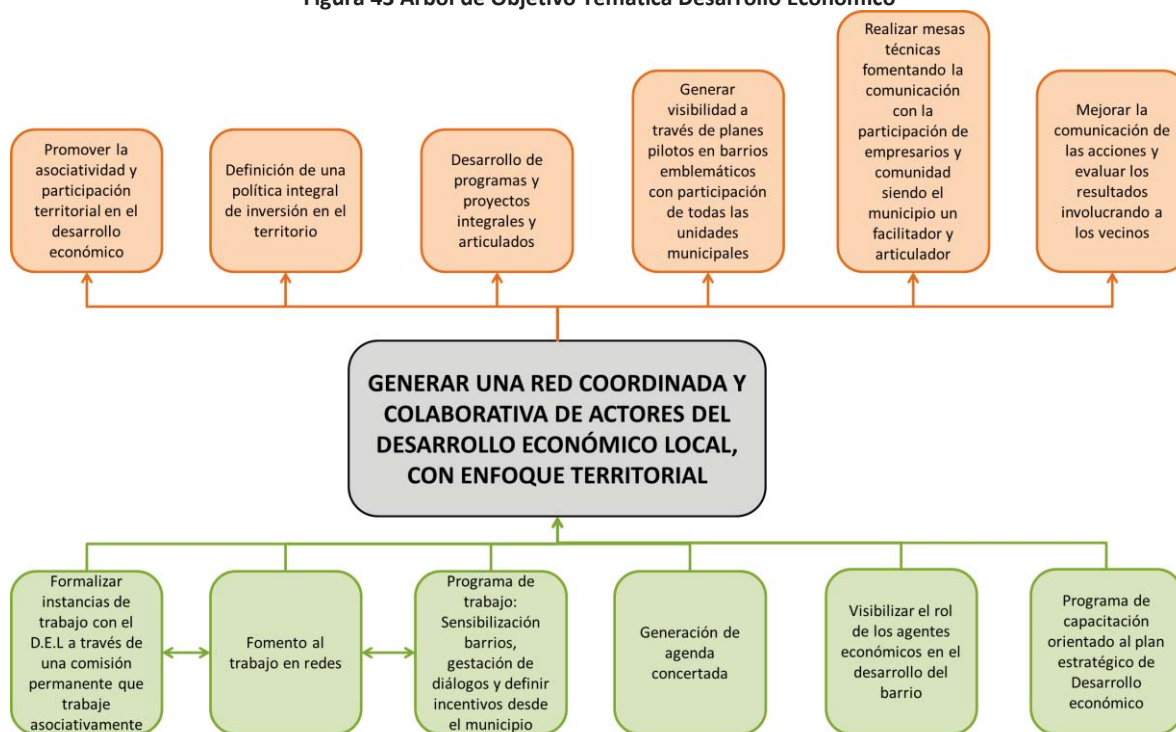 Figura 43 Árbol de Objetivo Temática Desarrollo Económico
Promover la
asociatividad y
participación
territorial en el
desarrollo
económico
Definición de una
política integral
de inversión en el
territorio
Desarrollo de
programas y
proyectos
integrales y
articulados
Generar
visibilidad a
través de planes
pilotos en barrios
emblemáticos
con participación
de todas las
unidades
municipales
Realizar mesas
técnicas
fomentando la
comunicación
con la
participación de
empresarios y
comunidad
siendo el
municipio un
facilitador y
articulador
Mejorar la
comunicación de
las acciones y
evaluar los
resultados
involucrando a
los vecinos
GENERAR UNA RED COORDINADA Y
COLABORATIVA DE ACTORES DEL
DESARROLLO ECONÓMICO LOCAL,
CON ENFOQUE TERRITORIAL
Formalizar
instancias de
trabajo con el
D.E.L a través de
una comisión
permanente que
trabaje
asociativamente
Fomento al
trabajo en redes
Programa de
trabajo:
Sensibilización
barrios,
gestación de
diálogos y definir
incentivos desde
el municipio
Generación de
agenda
concertada
Visibilizar el rol
de los agentes
económicos en el
desarrollo del
barrio
Programa de
capacitación
orientado al plan
estratégico de
Desarrollo
económico